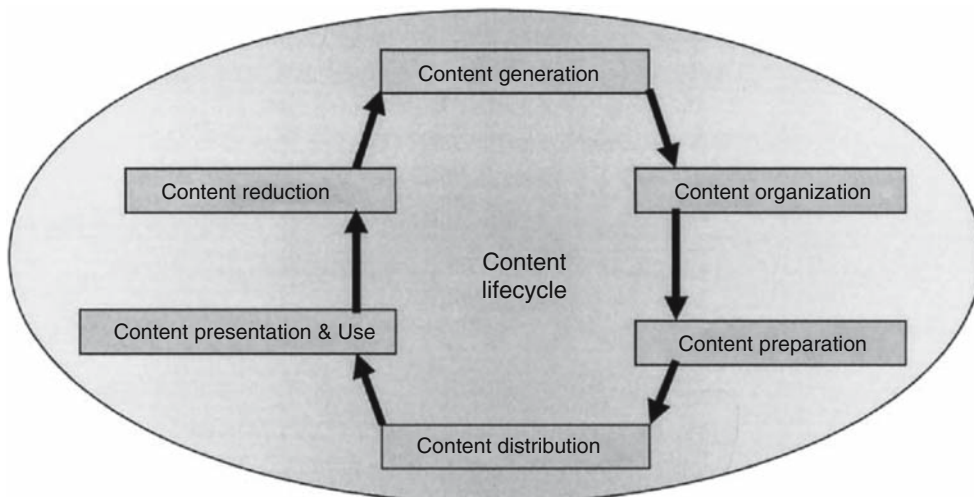 Content generation
Content reduction
Content organization
Content
lifecycle
Content presentation & Use
Content preparation
Content distribution